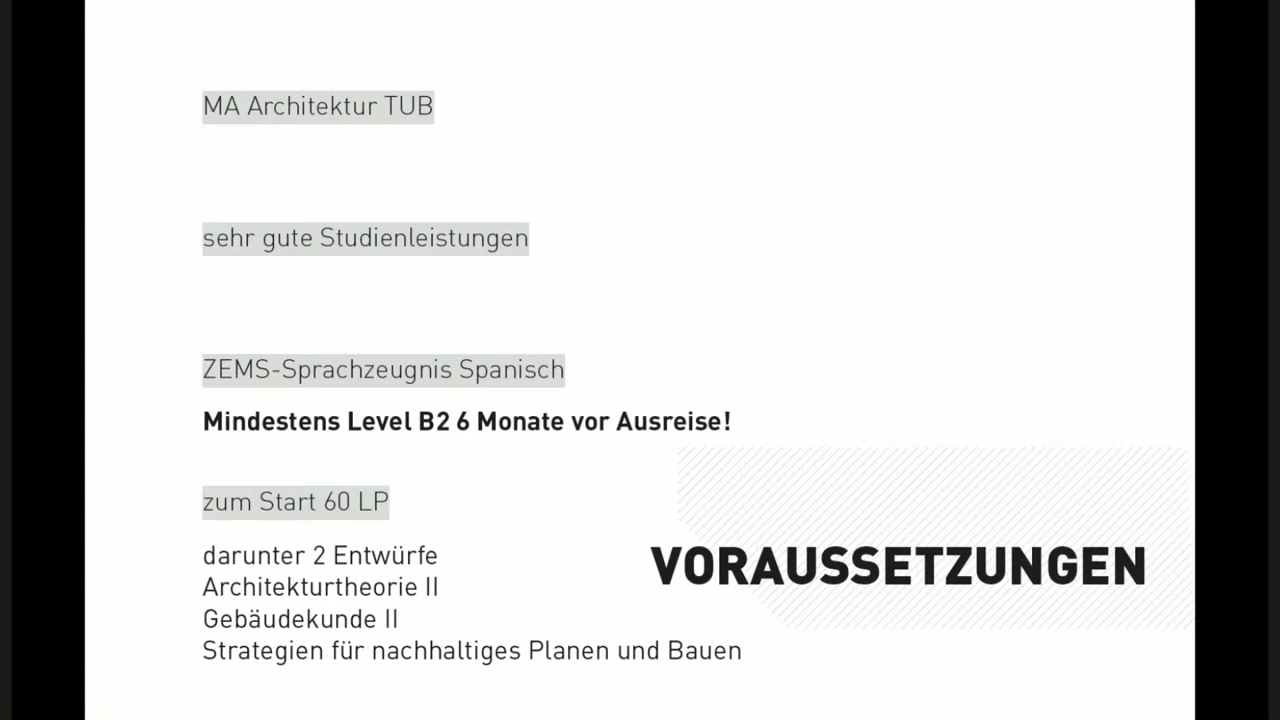 MA Architektur TUB
sehr gute Studienleistungen
ZEMS-Sprachzeugnis Spanisch
Mindestens Level B2 6 Monate vor Ausreise!
zum Start 60 LP
darunter 2 Entwürfe
Architekturtheorie II
Gebäudekunde II
Strategien für nachhaltiges Planen und Bauen
VORAUSSETZUNGEN